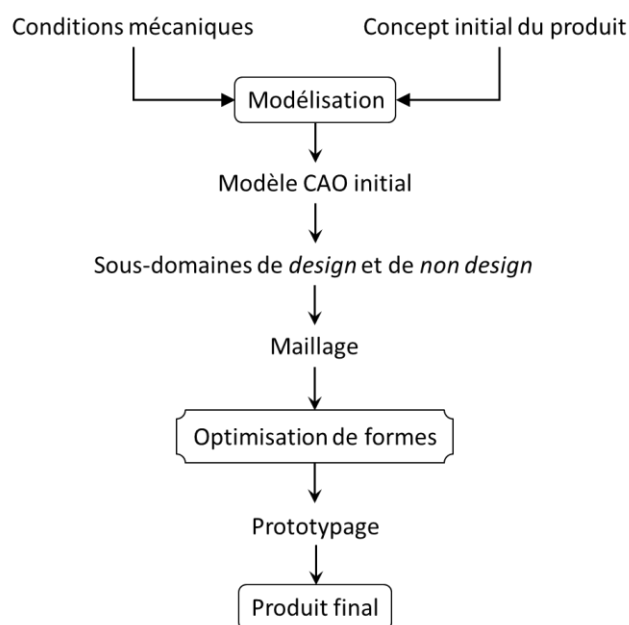 Conditions mécaniques
Concept initial du produit
Modélisation
Modèle CAO initial
Sous-domaines de design et de non design
Maillage
Optimisation de formes
Prototypage
Produit final